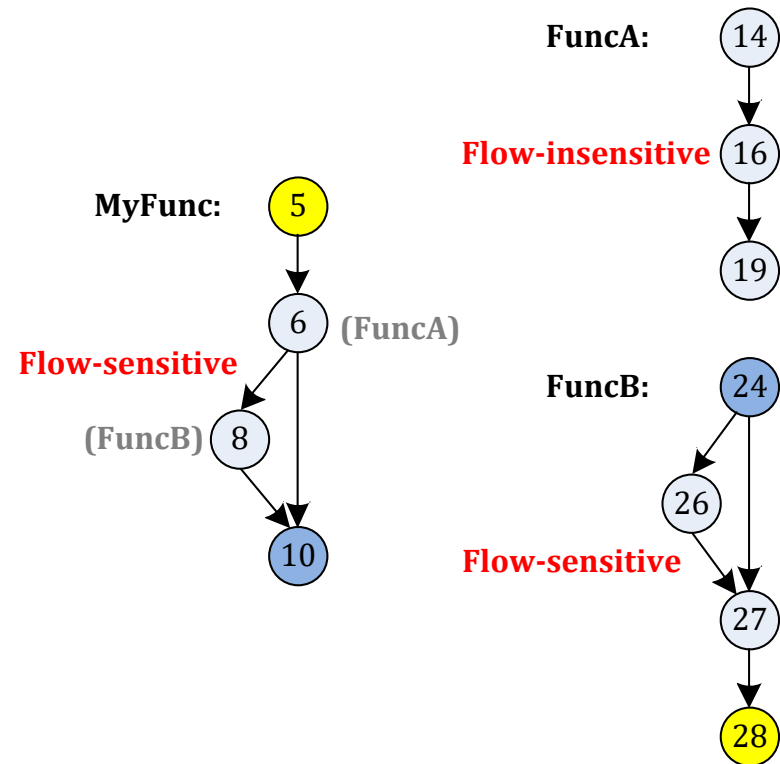 MyFunc: 5
6 (FuncA)
Flow-sensitive
(FuncB) 8
10
FuncA: 14
Flow-insensitive 16
19
FuncB: 24
26
Flow-sensitive
27
28